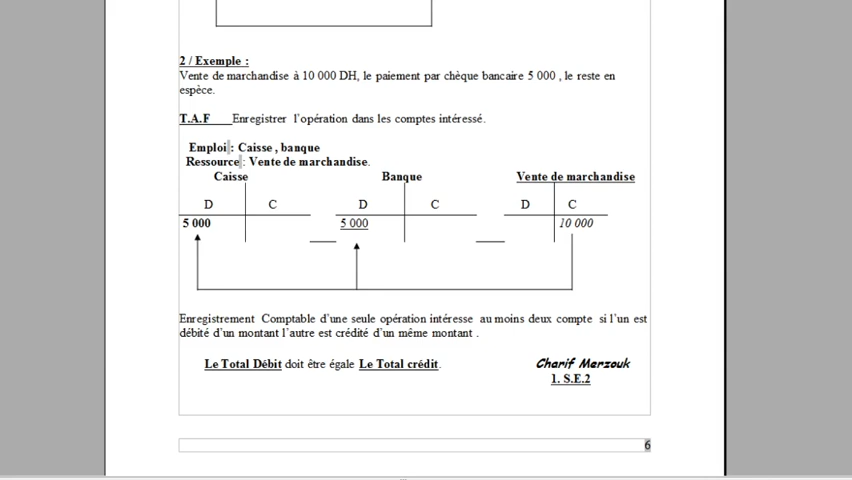 2 / Exemple :
Vente de marchandise à 10 000 DH, le paiement par chèque bancaire 5 000 , le reste en
espèce.
T.A.F Enregistrer l'opération dans les comptes intéressé.
Emploi : Caisse , banque
Ressource : Vente de marchandise.
Caisse Banque Vente de marchandise
D C D C D C
5 000 5 000 10 000
Enregistrement Comptable d'une seule opération intéresse au moins deux compte si l'un est
débité d'un montant l'autre est crédité d'un même montant .
Le Total Débit doit être égale Le Total crédit.
Charif Merzouk
1. S.E.2
6